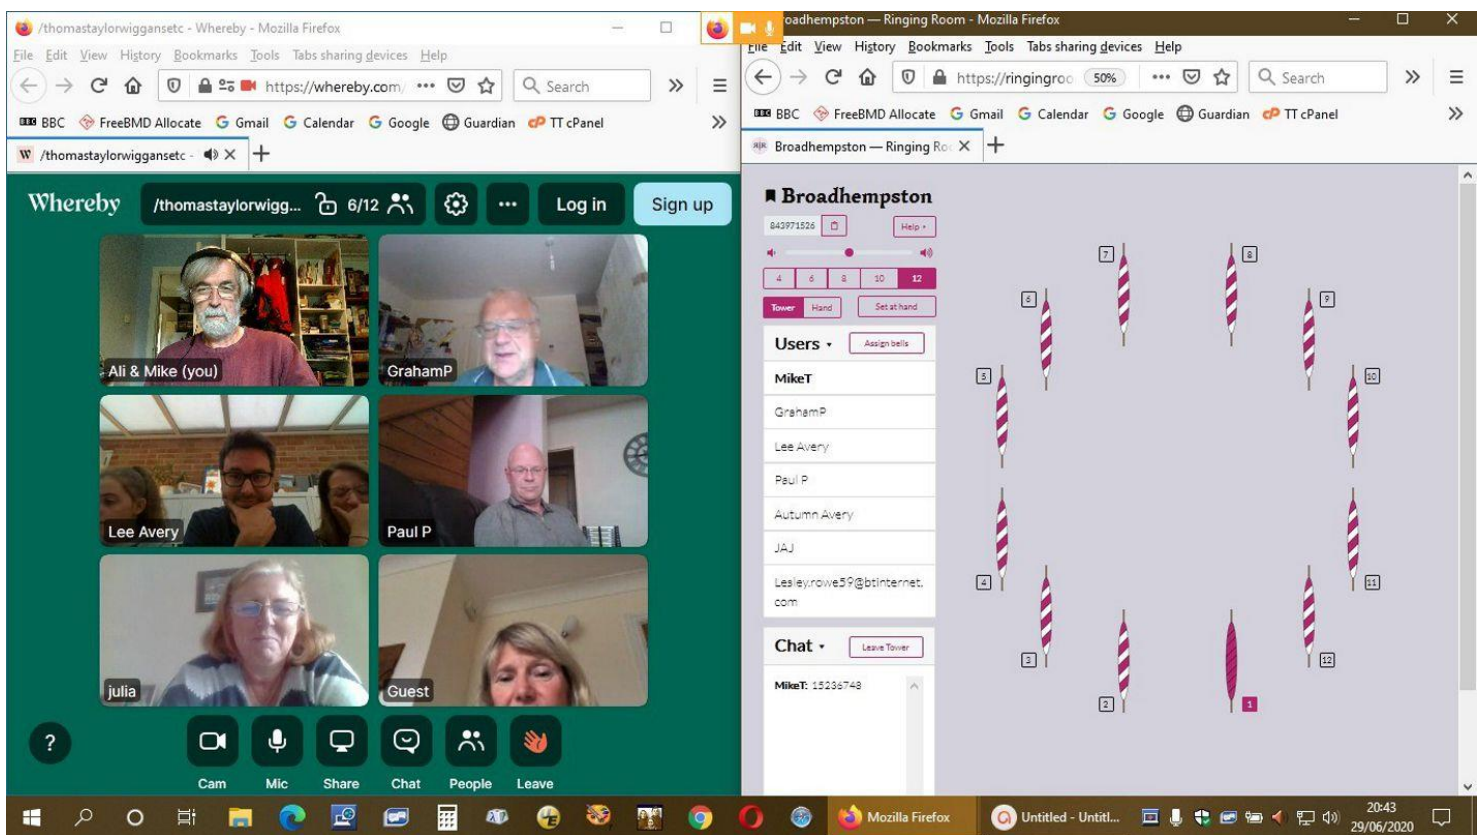 /thomastaylorwiggansetc - Whereby - Mozilla Firefox
File Edit View History Bookmarks Tools Tabs sharing devices Help
https://whereby.com/ ••• Search
BBC FreeBMD Allocate Gmail Calendar Google Guardian TT cPanel
/thomastaylorwiggansetc -
Whereby /thomastaylorwigg... 6/12 ••• Log in Sign up
Ali & Mike (you)
GrahamP
Lee Avery
Paul P
julia
Guest
?
Cam Mic Share Chat People Leave
roadhempston — Ringing Room - Mozilla Firefox
File Edit View History Bookmarks Tools Tabs sharing devices Help
https://ringingroo 50% ••• Search
BBC FreeBMD Allocate Gmail Calendar Google Guardian TT cPanel
Broadhempston — Ringing Ro
Broadhempston
843971526 Help
4 6 8 10 12
Tower Hand Set at hand
Users Assign bells
MikeT
GrahamP
Lee Avery
Paul P
Autumn Avery
JAJ
Lesley.rowe59@btinternet.
com
Chat Leave Tower
MikeT: 15236748
7 8
6 9
5 10
4 11
3 12
2 1
Mozilla Firefox Untitled - Untitl... 20:43
29/06/2020